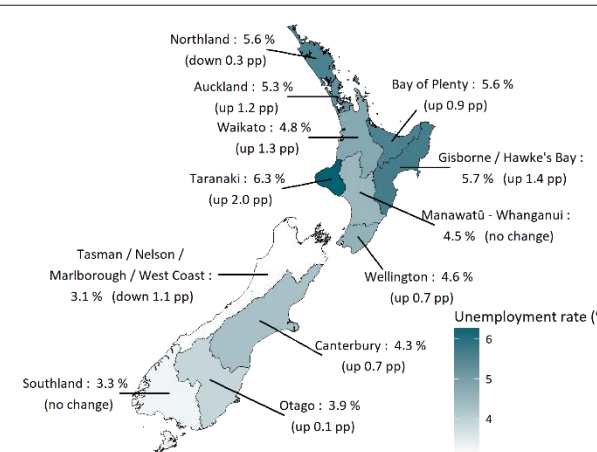 Northland : 5.6 %
(down 0.3 pp)
Auckland : 5.3 %
(up 1.2 pp)
Bay of Plenty : 5.6 %
(up 0.9 pp)
Waikato : 4.8 %
(up 1.3 pp)
Gisborne / Hawke's Bay :
5.7 % (up 1.4 pp)
Taranaki : 6.3 %
(up 2.0 pp)
Manawatū - Whanganui :
4.5 % (no change)
Tasman / Nelson /
Marlborough / West Coast :
3.1 % (down 1.1 pp)
Wellington : 4.6 %
(up 0.7 pp)
Unemployment rate (
6
5
4
Canterbury : 4.3 %
(up 0.7 pp)
Southland : 3.3 %
(no change)
Otago : 3.9 %
(up 0.1 pp)